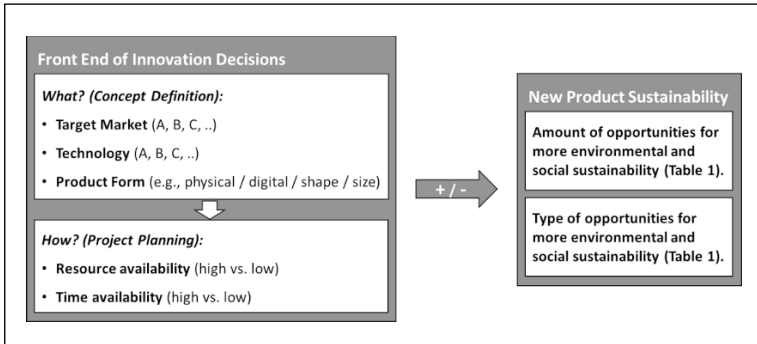 Front End of Innovation Decisions
What? (Concept Definition):
• Target Market (A, B, C, ..)
• Technology (A, B, C, ..)
• Product Form (e.g., physical / digital / shape / size)
How? (Project Planning):
• Resource availability (high vs. low)
• Time availability (high vs. low)
+ / -
New Product Sustainability
Amount of opportunities for
more environmental and
social sustainability (Table 1).
Type of opportunities for
more environmental and
social sustainability (Table 1).